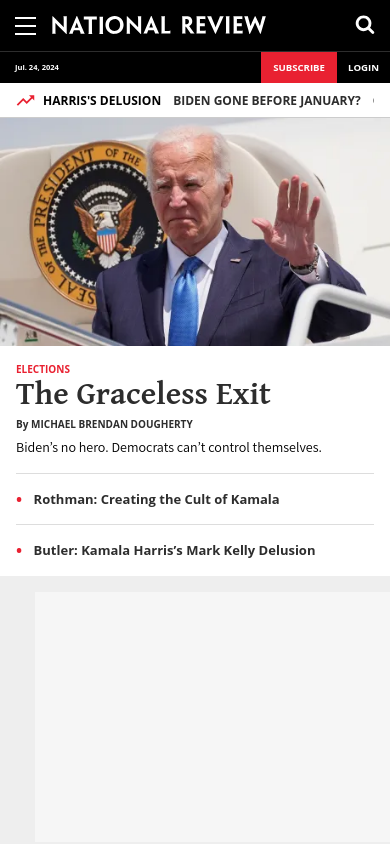 NATIONAL REVIEW
Jul. 24, 2024
SUBSCRIBE
LOGIN
HARRIS'S DELUSION
BIDEN GONE BEFORE JANUARY?
SEAL OF THE PRESIDENT OF THE
ELECTIONS
The Graceless Exit
By MICHAEL BRENDAN DOUGHERTY
Biden’s no hero. Democrats can’t control themselves.
Rothman: Creating the Cult of Kamala
Butler: Kamala Harris’s Mark Kelly Delusion